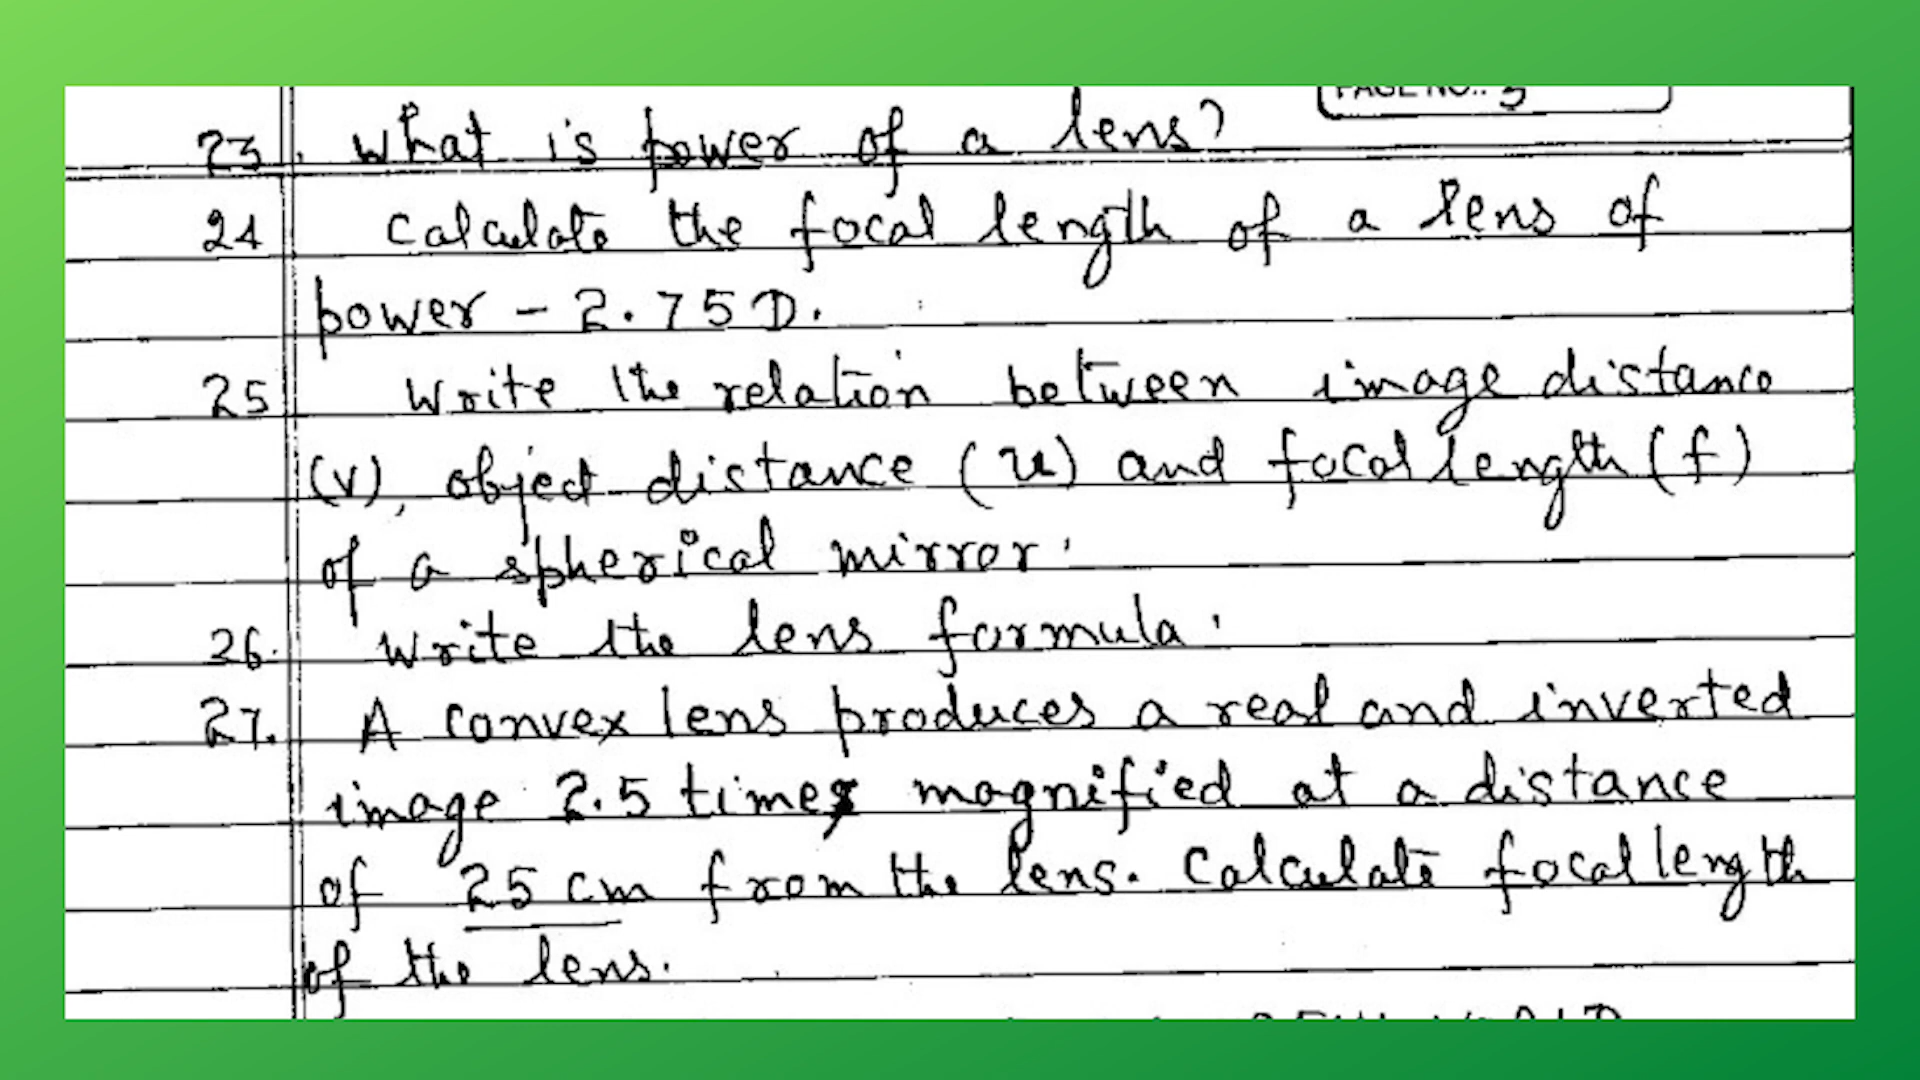 PAGE NO.: 3
23. What is power of a lens?
24 Calculate the focal length of a lens of
power - 2.75 D.
25 Write the relation between image distance
(v), object distance (u) and focal length (f)
of a spherical mirror.
26. Write the lens formula.
27. A convex lens produces a real and inverted
image 2.5 times magnified at a distance
of 25 cm from the lens. Calculate focal length
of the lens.